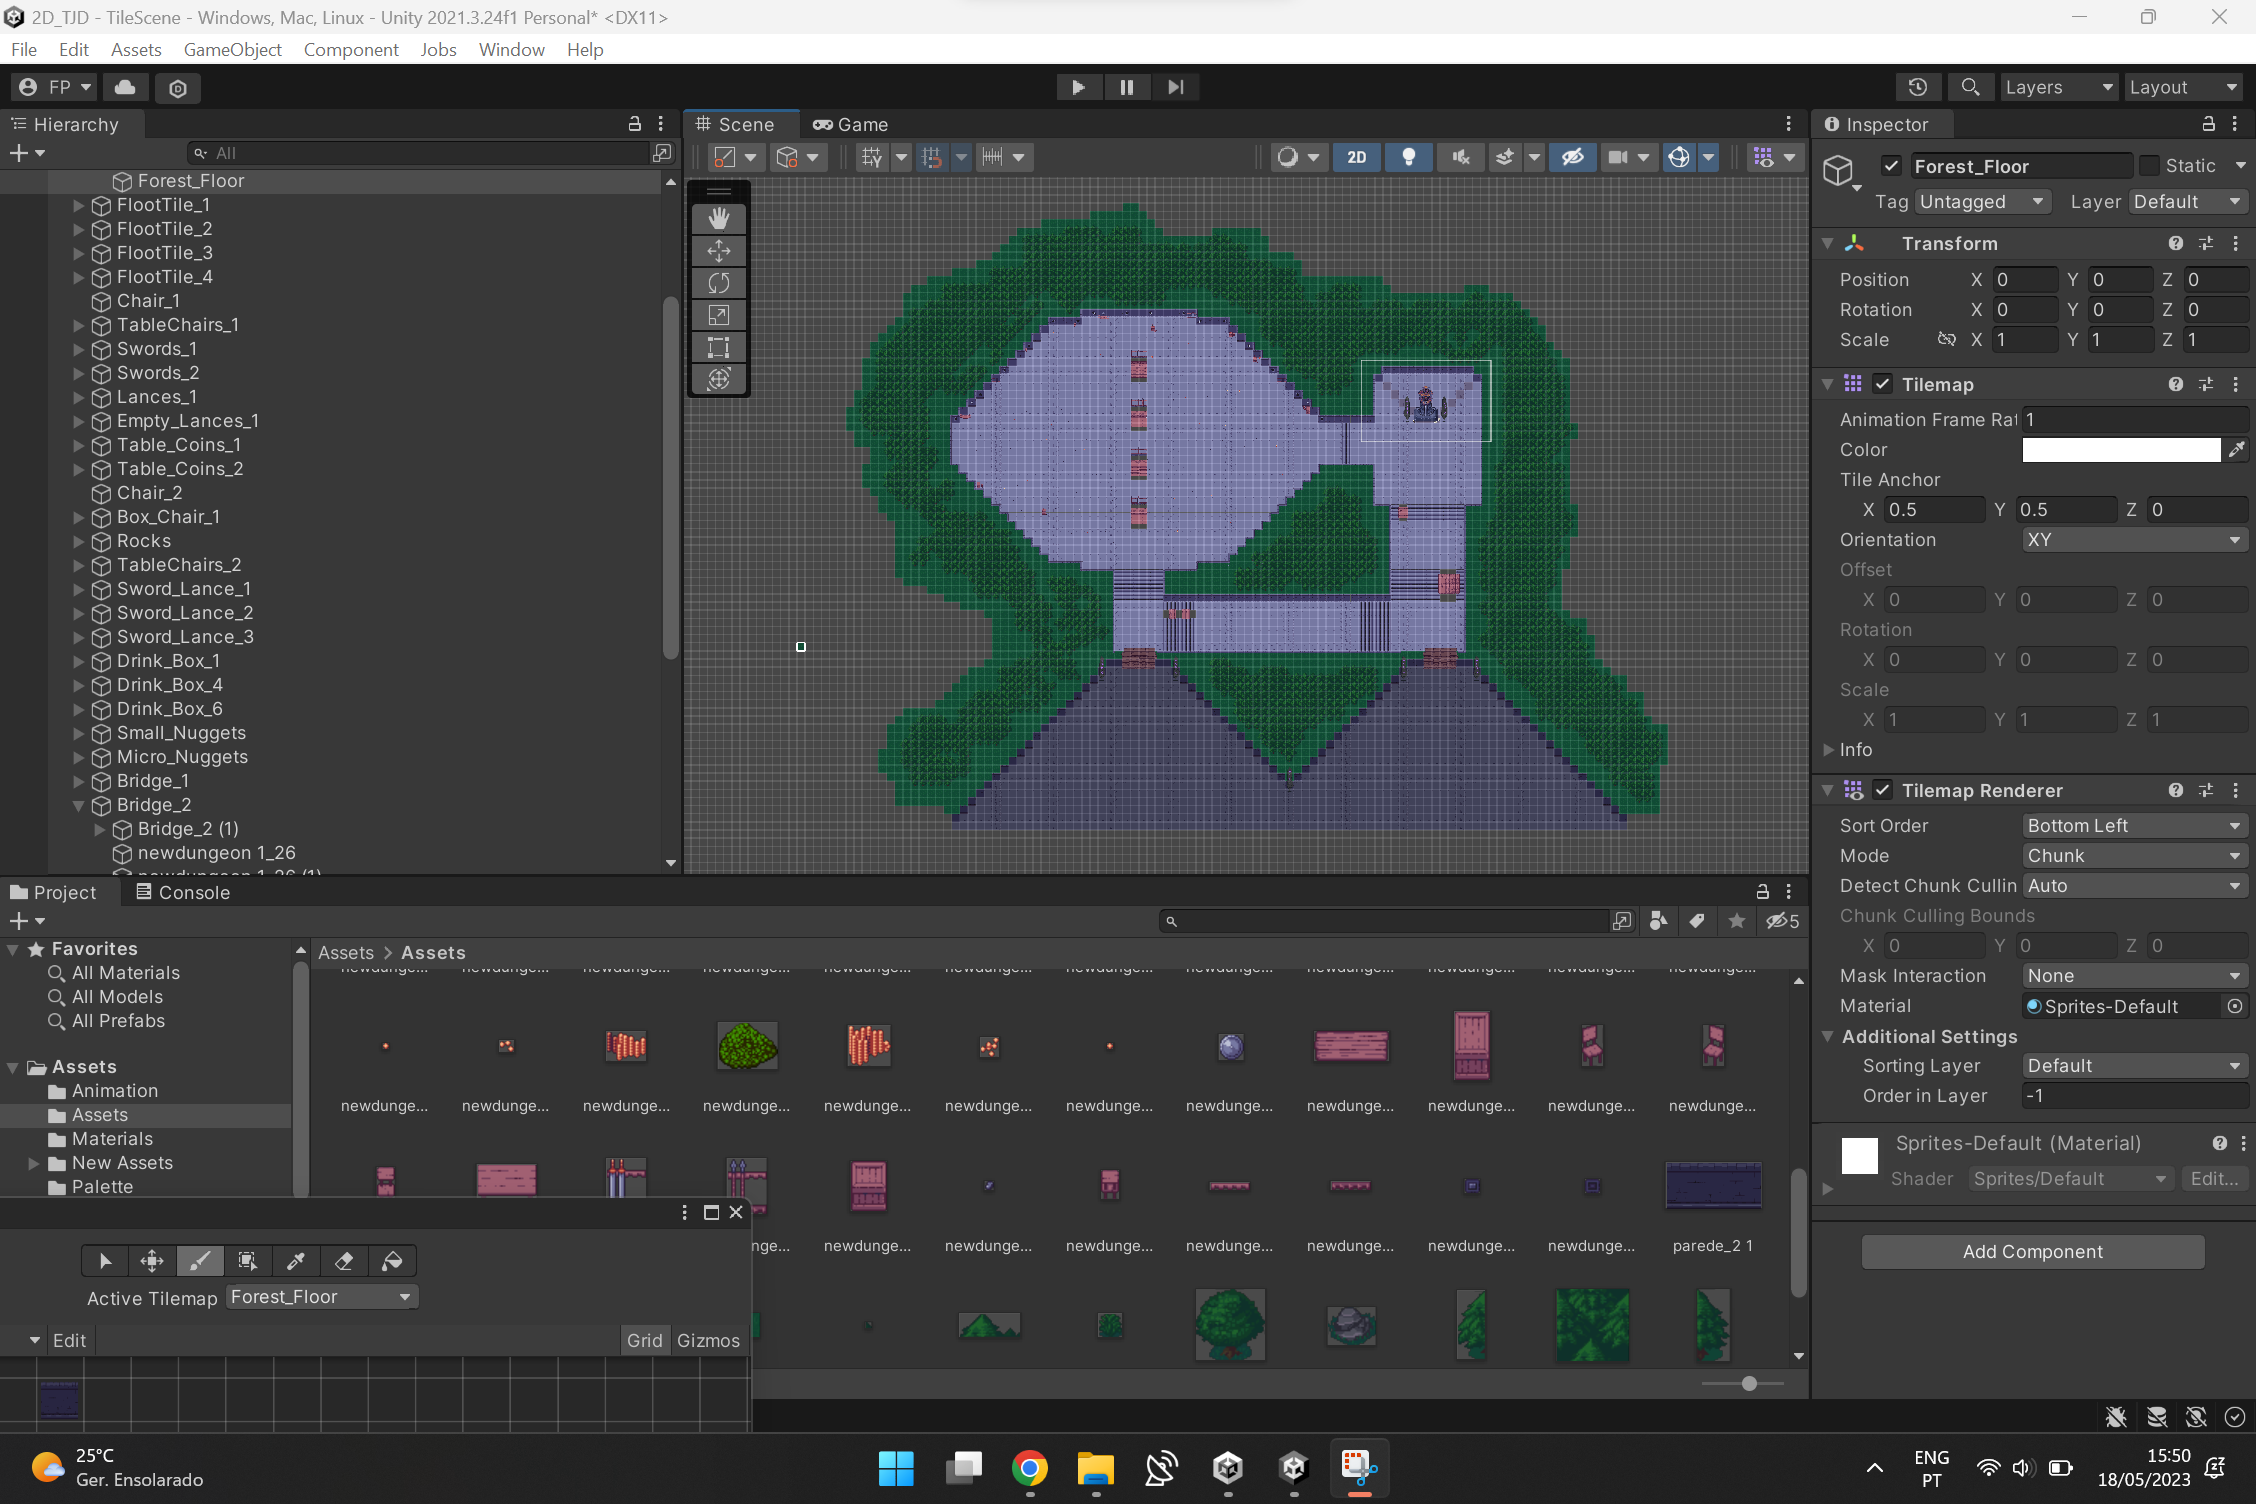 2D_TJD - TileScene - Windows, Mac, Linux - Unity 2021.3.24f1 Personal* <DX11>
File Edit Assets GameObject Component Jobs Window Help
FP
Layers Layout
Hierarchy
All
Forest_Floor
FlootTile_1
FlootTile_2
FlootTile_3
FlootTile_4
Chair_1
TableChairs_1
Swords_1
Swords_2
Lances_1
Empty_Lances_1
Table_Coins_1
Table_Coins_2
Chair_2
Box_Chair_1
Rocks
TableChairs_2
Sword_Lance_1
Sword_Lance_2
Sword_Lance_3
Drink_Box_1
Drink_Box_4
Drink_Box_6
Small_Nuggets
Micro_Nuggets
Bridge_1
Bridge_2
Bridge_2 (1)
newdungeon 1_26
Scene Game
2D
Inspector
Forest_Floor Static
Tag Untagged Layer Default
Transform
Position X 0 Y 0 Z 0
Rotation X 0 Y 0 Z 0
Scale X 1 Y 1 Z 1
Tilemap
Animation Frame Rat 1
Color
Tile Anchor
X 0.5 Y 0.5 Z 0
Orientation XY
Offset
X 0 Y 0 Z 0
Rotation
X 0 Y 0 Z 0
Scale
X 1 Y 1 Z 1
Info
Tilemap Renderer
Sort Order Bottom Left
Mode Chunk
Detect Chunk Cullin Auto
Chunk Culling Bounds
X 0 Y 0 Z 0
Mask Interaction None
Material Sprites-Default
Additional Settings
Sorting Layer Default
Order in Layer -1
Sprites-Default (Material)
Shader Sprites/Default Edit...
Add Component
Project Console
5
Favorites
All Materials
All Models
All Prefabs
Assets
Animation
Assets
Materials
New Assets
Palette
Assets > Assets
newdunge... newdunge... newdunge... newdunge... newdunge... newdunge... newdunge... newdunge... newdunge... newdunge... newdunge... newdunge...
nge... newdunge... newdunge... newdunge... newdunge... newdunge... newdunge... newdunge... parede_2 1
Active Tilemap Forest_Floor
Edit Grid Gizmos
25°C
Ger. Ensolarado
ENG
PT
15:50
18/05/2023